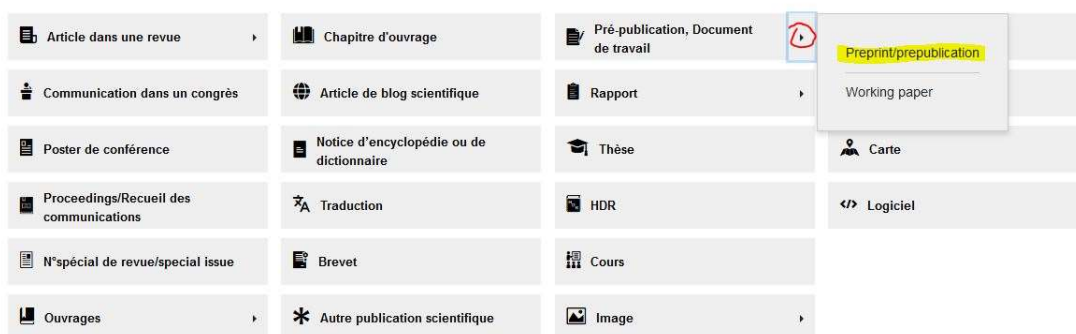 Article dans une revue
Chapitre d'ouvrage
Pré-publication, Document
de travail
Preprint/prepublication
Working paper
Communication dans un congrès
Article de blog scientifique
Rapport
Poster de conférence
Notice d'encyclopédie ou de
dictionnaire
Thèse
Carte
Proceedings/Recueil des
communications
Traduction
HDR
Logiciel
N°spécial de revue/special issue
Brevet
Cours
Ouvrages
Autre publication scientifique
Image